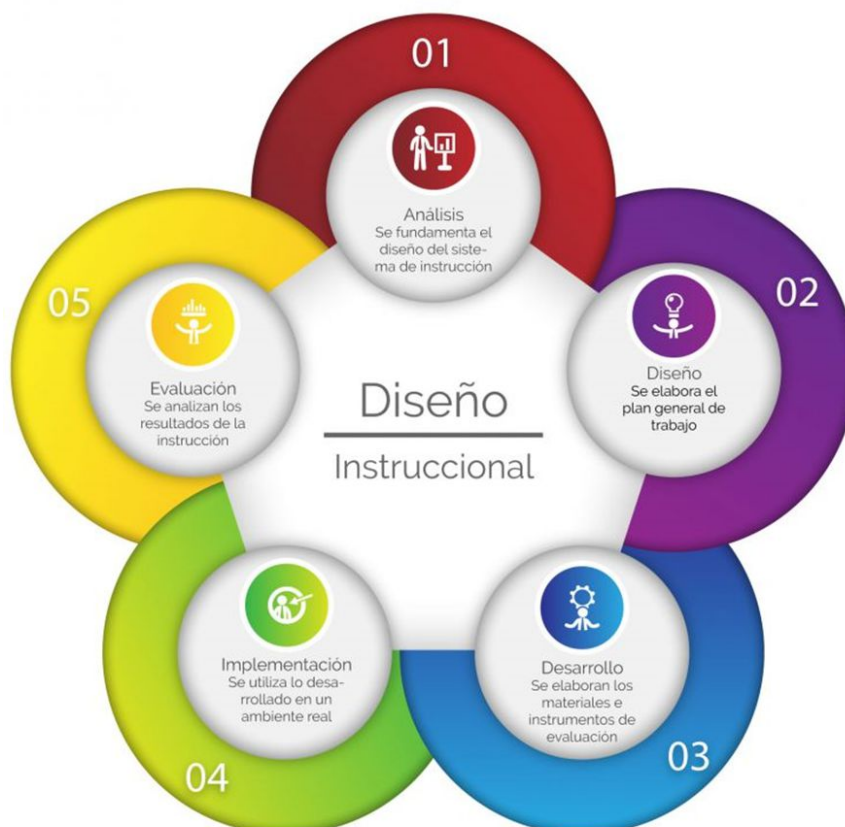 Diseño
Instruccional
01
Análisis
Se fundamenta el
diseño del siste-
ma de instrucción
02
Diseño
Se elabora el
plan general de
trabajo
03
Desarrollo
Se elaboran los
materiales e
instrumentos de
evaluación
04
Implementación
Se utiliza lo desa-
rrollado en un
ambiente real
05
Evaluación
Se analizan los
resultados de la
instrucción